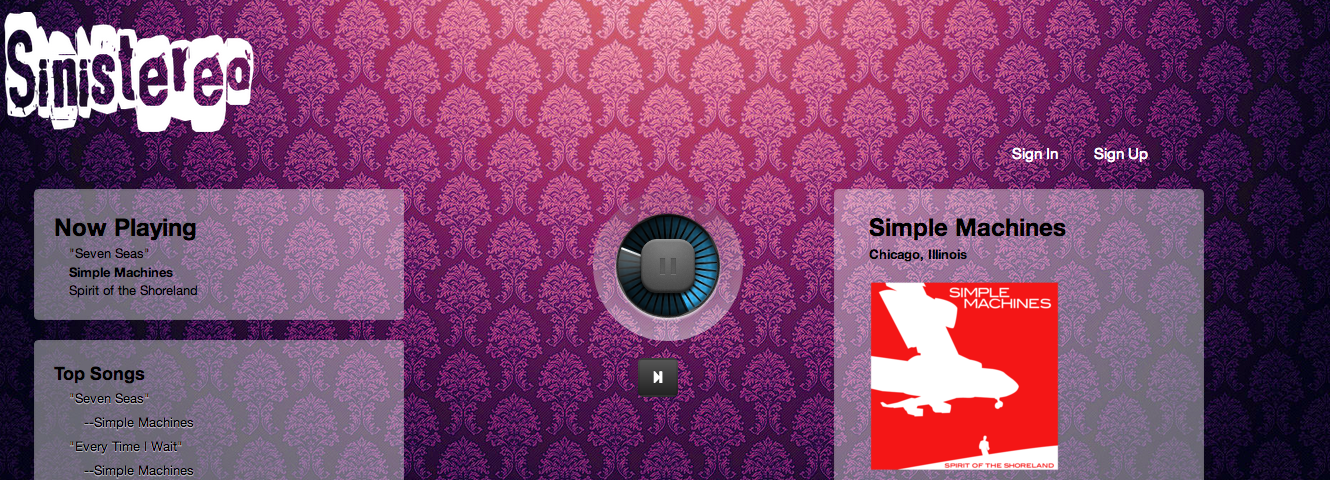 Sinistereo
Sign In Sign Up
Now Playing
"Seven Seas"
Simple Machines
Spirit of the Shoreland
Top Songs
"Seven Seas"
--Simple Machines
"Every Time I Wait"
--Simple Machines
Simple Machines
Chicago, Illinois
SIMPLE
MACHINES
SPIRIT OF THE SHORELAND